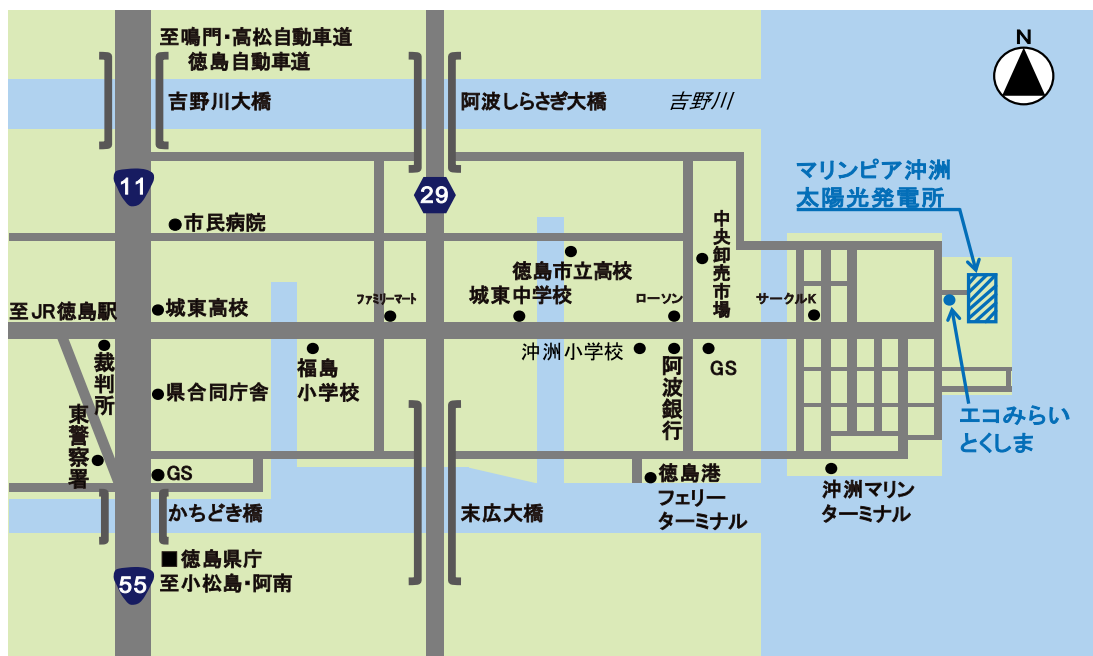 至鳴門・高松自動車道
徳島自動車道
N
吉野川大橋
阿波しらさぎ大橋
吉野川
マリンピア沖洲
太陽光発電所
11
29
市民病院
中央卸売市場
徳島市立高校
城東中学校
ファミリーマート
ローソン
サークルK
至JR徳島駅
城東高校
裁判所
福島
小学校
沖洲小学校
阿波銀行
GS
県合同庁舎
東警察署
エコみらい
とくしま
GS
徳島港
フェリー
ターミナル
沖洲マリン
ターミナル
かちどき橋
末広大橋
■徳島県庁
至小松島・阿南
55